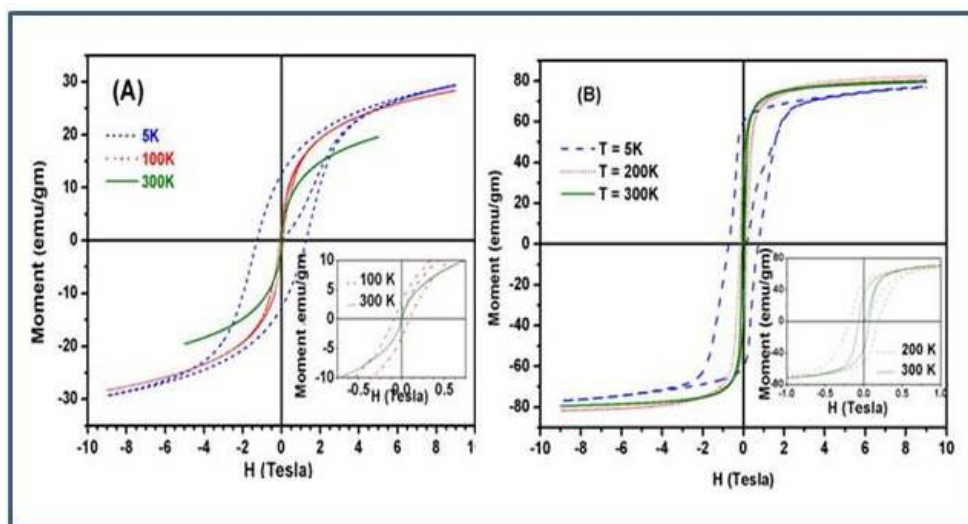 (A)
5K
100K
300K
Moment (emu/gm)
30
20
10
0
-10
-20
-30
-10 -8 -6 -4 -2 0 2 4 6 8 10
H (Tesla)
Moment emu/gm
10
5
0
-5
-10
100 K
300 K
-0.5 0.0 0.5
H (Tesla)
(B)
T = 5K
T = 200K
T = 300K
Moment (emu/gm)
80
60
40
20
0
-20
-40
-60
-80
-10 -8 -6 -4 -2 0 2 4 6 8 10
H (Tesla)
Moment (emu/gm)
80
40
0
-40
-80
200 K
300 K
-1.0 -0.5 0.0 0.5 1.0
H (Tesla)